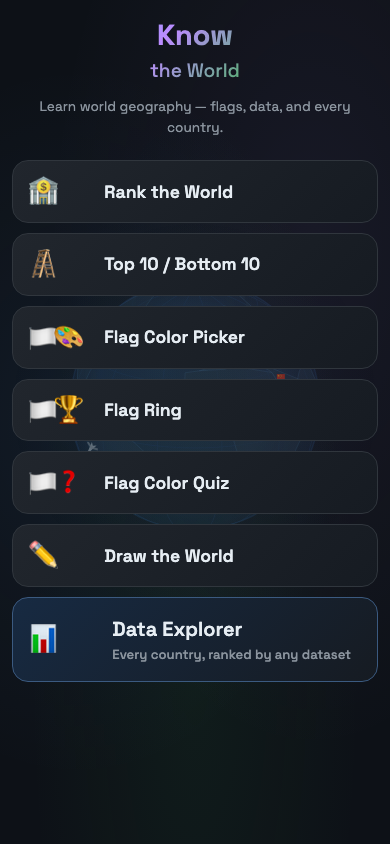 Know
the World
Learn world geography — flags, data, and every
country.
Rank the World
Top 10 / Bottom 10
Flag Color Picker
Flag Ring
Flag Color Quiz
Draw the World
Data Explorer
Every country, ranked by any dataset